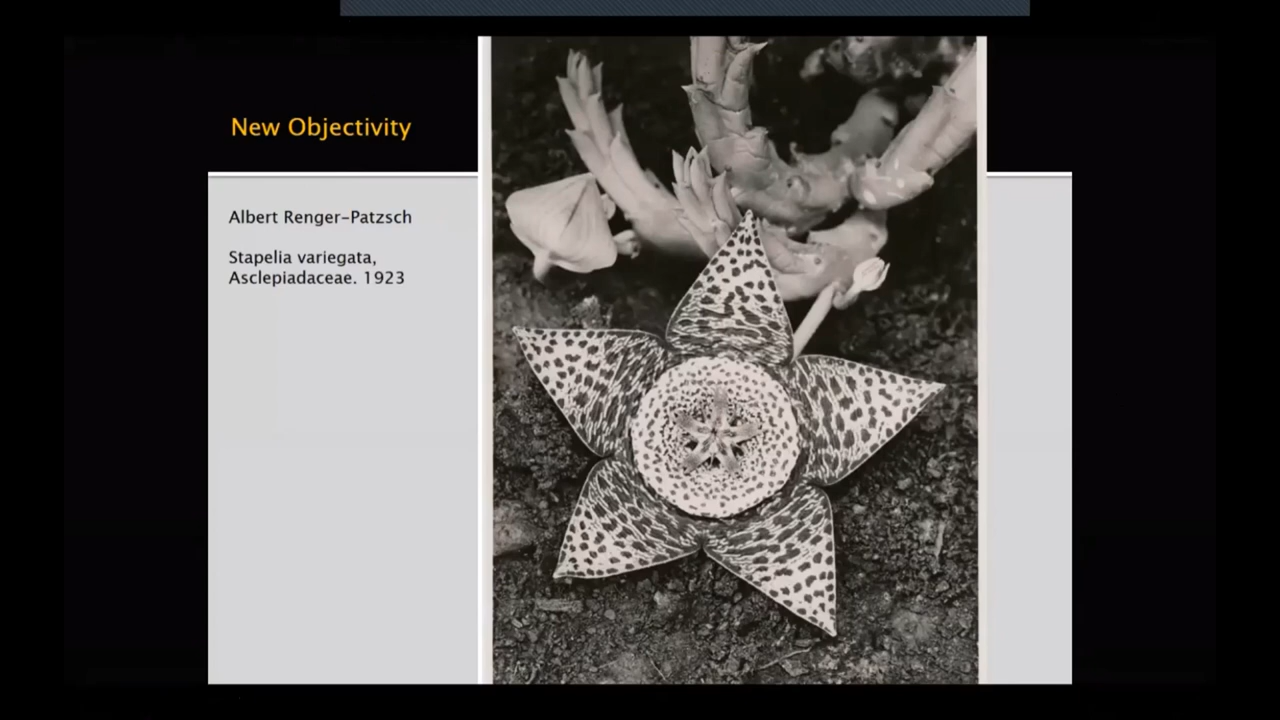 New Objectivity
Albert Renger-Patzsch
Stapelia variegata,
Asclepiadaceae. 1923